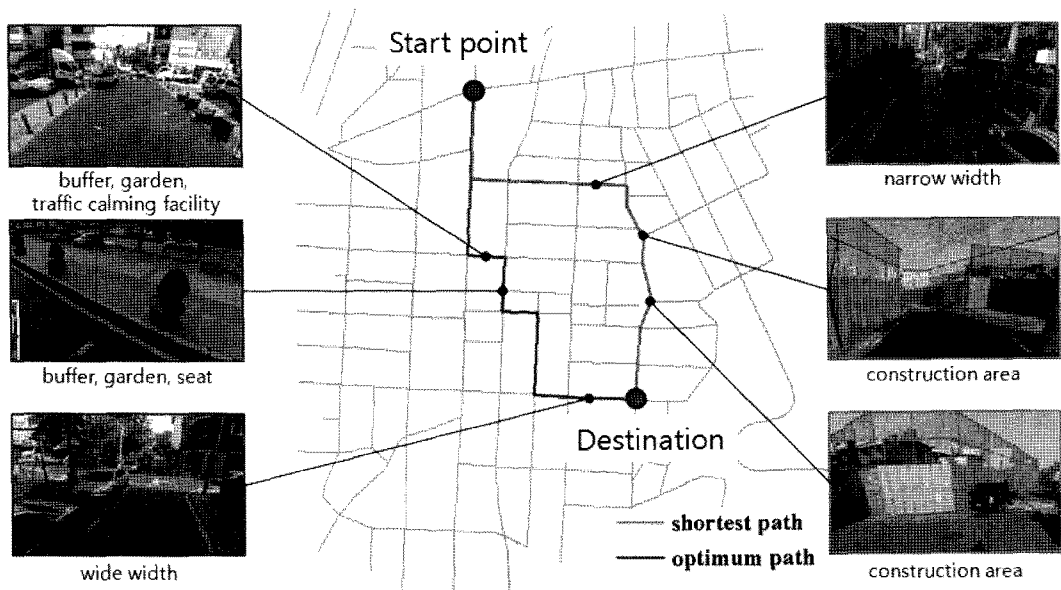 Start point
buffer, garden,
traffic calming facility
buffer, garden, seat
wide width
narrow width
construction area
construction area
Destination
shortest path
optimum path